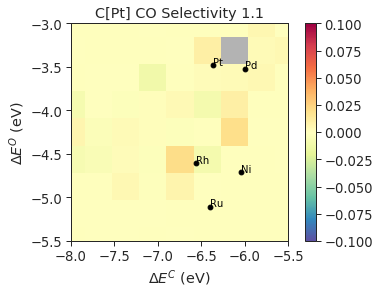 C[Pt] CO Selectivity 1.1
−3.0
−3.5
−4.0
−4.5
−5.0
−5.5
ΔE^O (eV)
Pt
Pd
Rh
Ni
Ru
−8.0 −7.5 −7.0 −6.5 −6.0 −5.5
ΔE^C (eV)
0.100
0.075
0.050
0.025
0.000
−0.025
−0.050
−0.075
−0.100